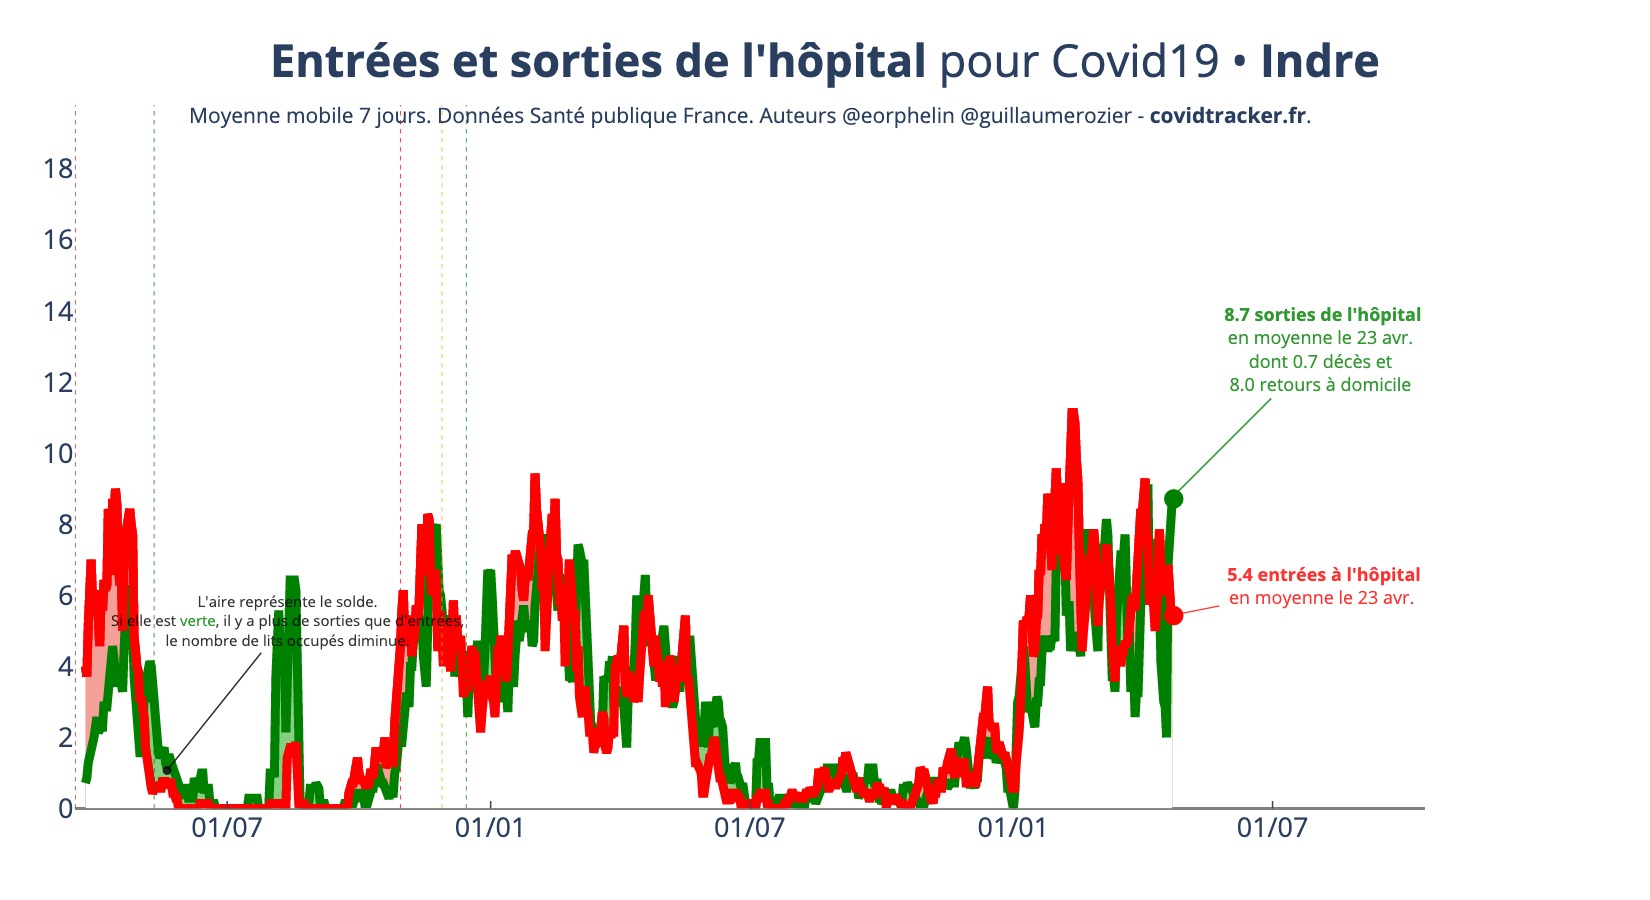 Entrées et sorties de l'hôpital pour Covid19 • Indre
Moyenne mobile 7 jours. Données Santé publique France. Auteurs @eorphelin @guillaumerozier - covidtracker.fr.
18
16
14
12
10
8
6
4
2
0
8.7 sorties de l'hôpital
en moyenne le 23 avr.
dont 0.7 décès et
8.0 retours à domicile
5.4 entrées à l'hôpital
en moyenne le 23 avr.
L'aire représente le solde.
Si elle est verte, il y a plus de sorties que d'entrées,
le nombre de lits occupés diminue.
01/07
01/01
01/07
01/01
01/07